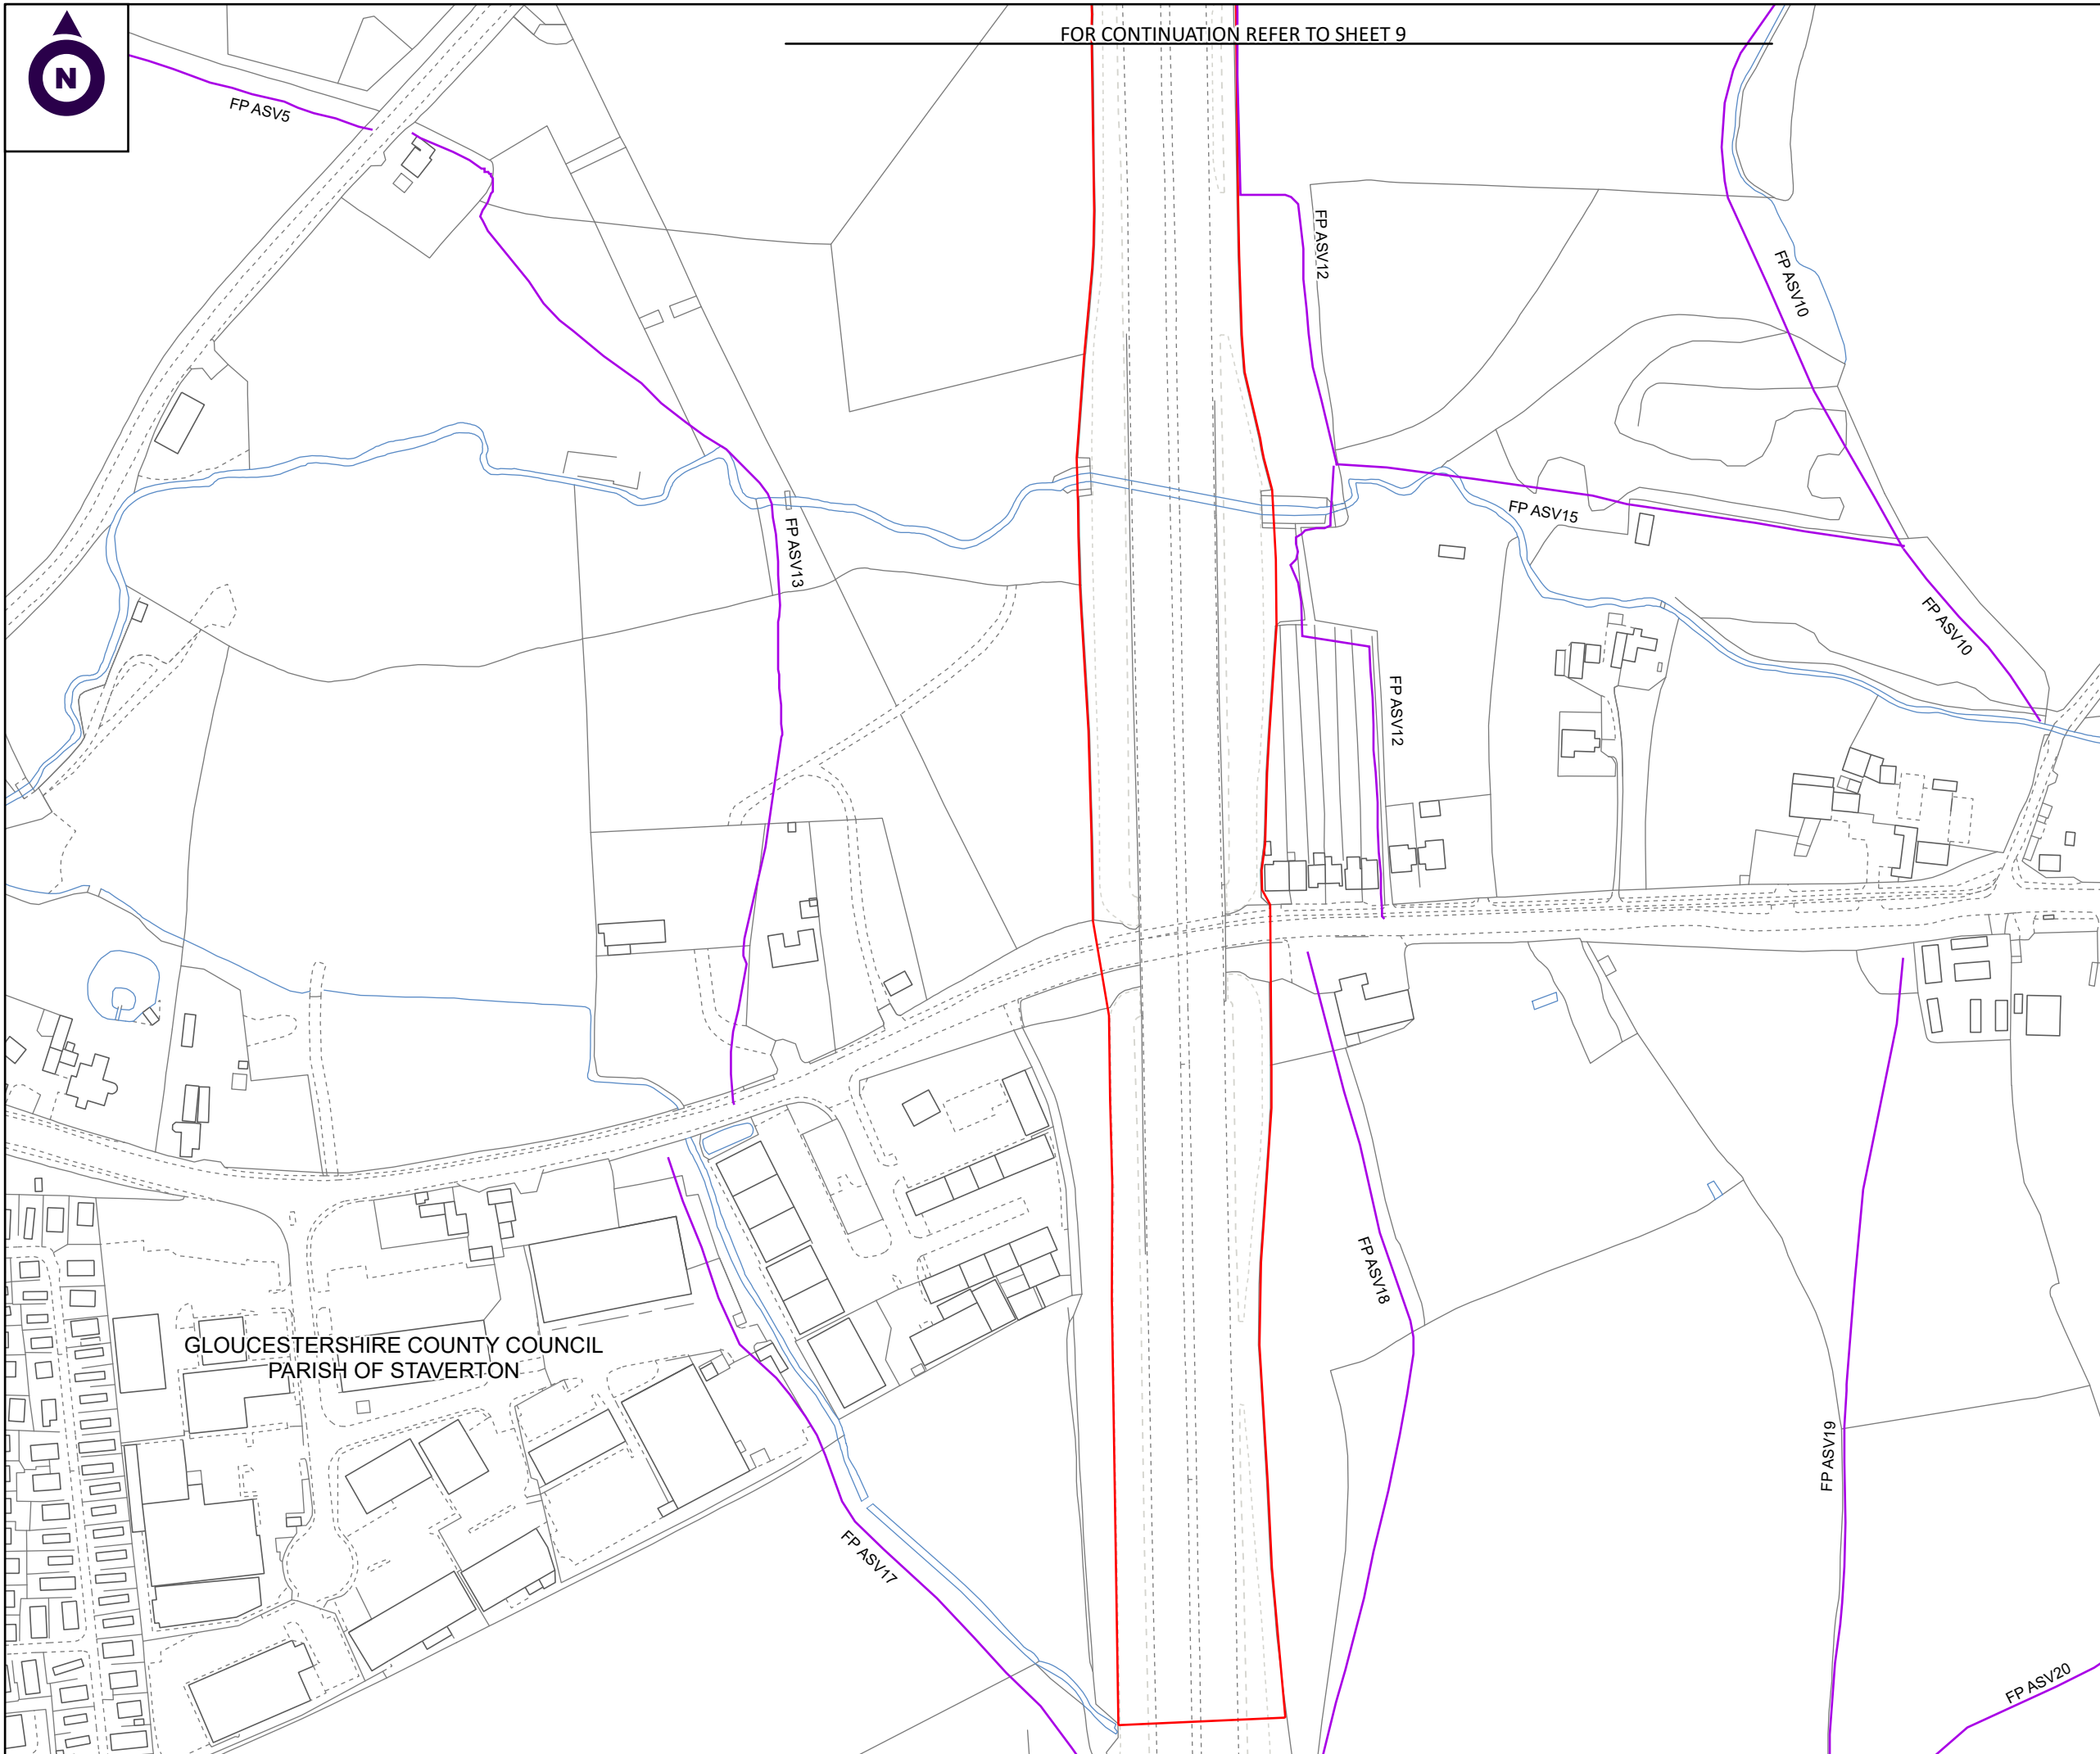 N
FOR CONTINUATION REFER TO SHEET 9
FP ASV5
FP ASV12
FP ASV10
FP ASV15
FP ASV13
FP ASV10
FP ASV12
FP ASV18
GLOUCESTERSHIRE COUNTY COUNCIL
PARISH OF STAVERTON
FP ASV19
FP ASV17
FP ASV20